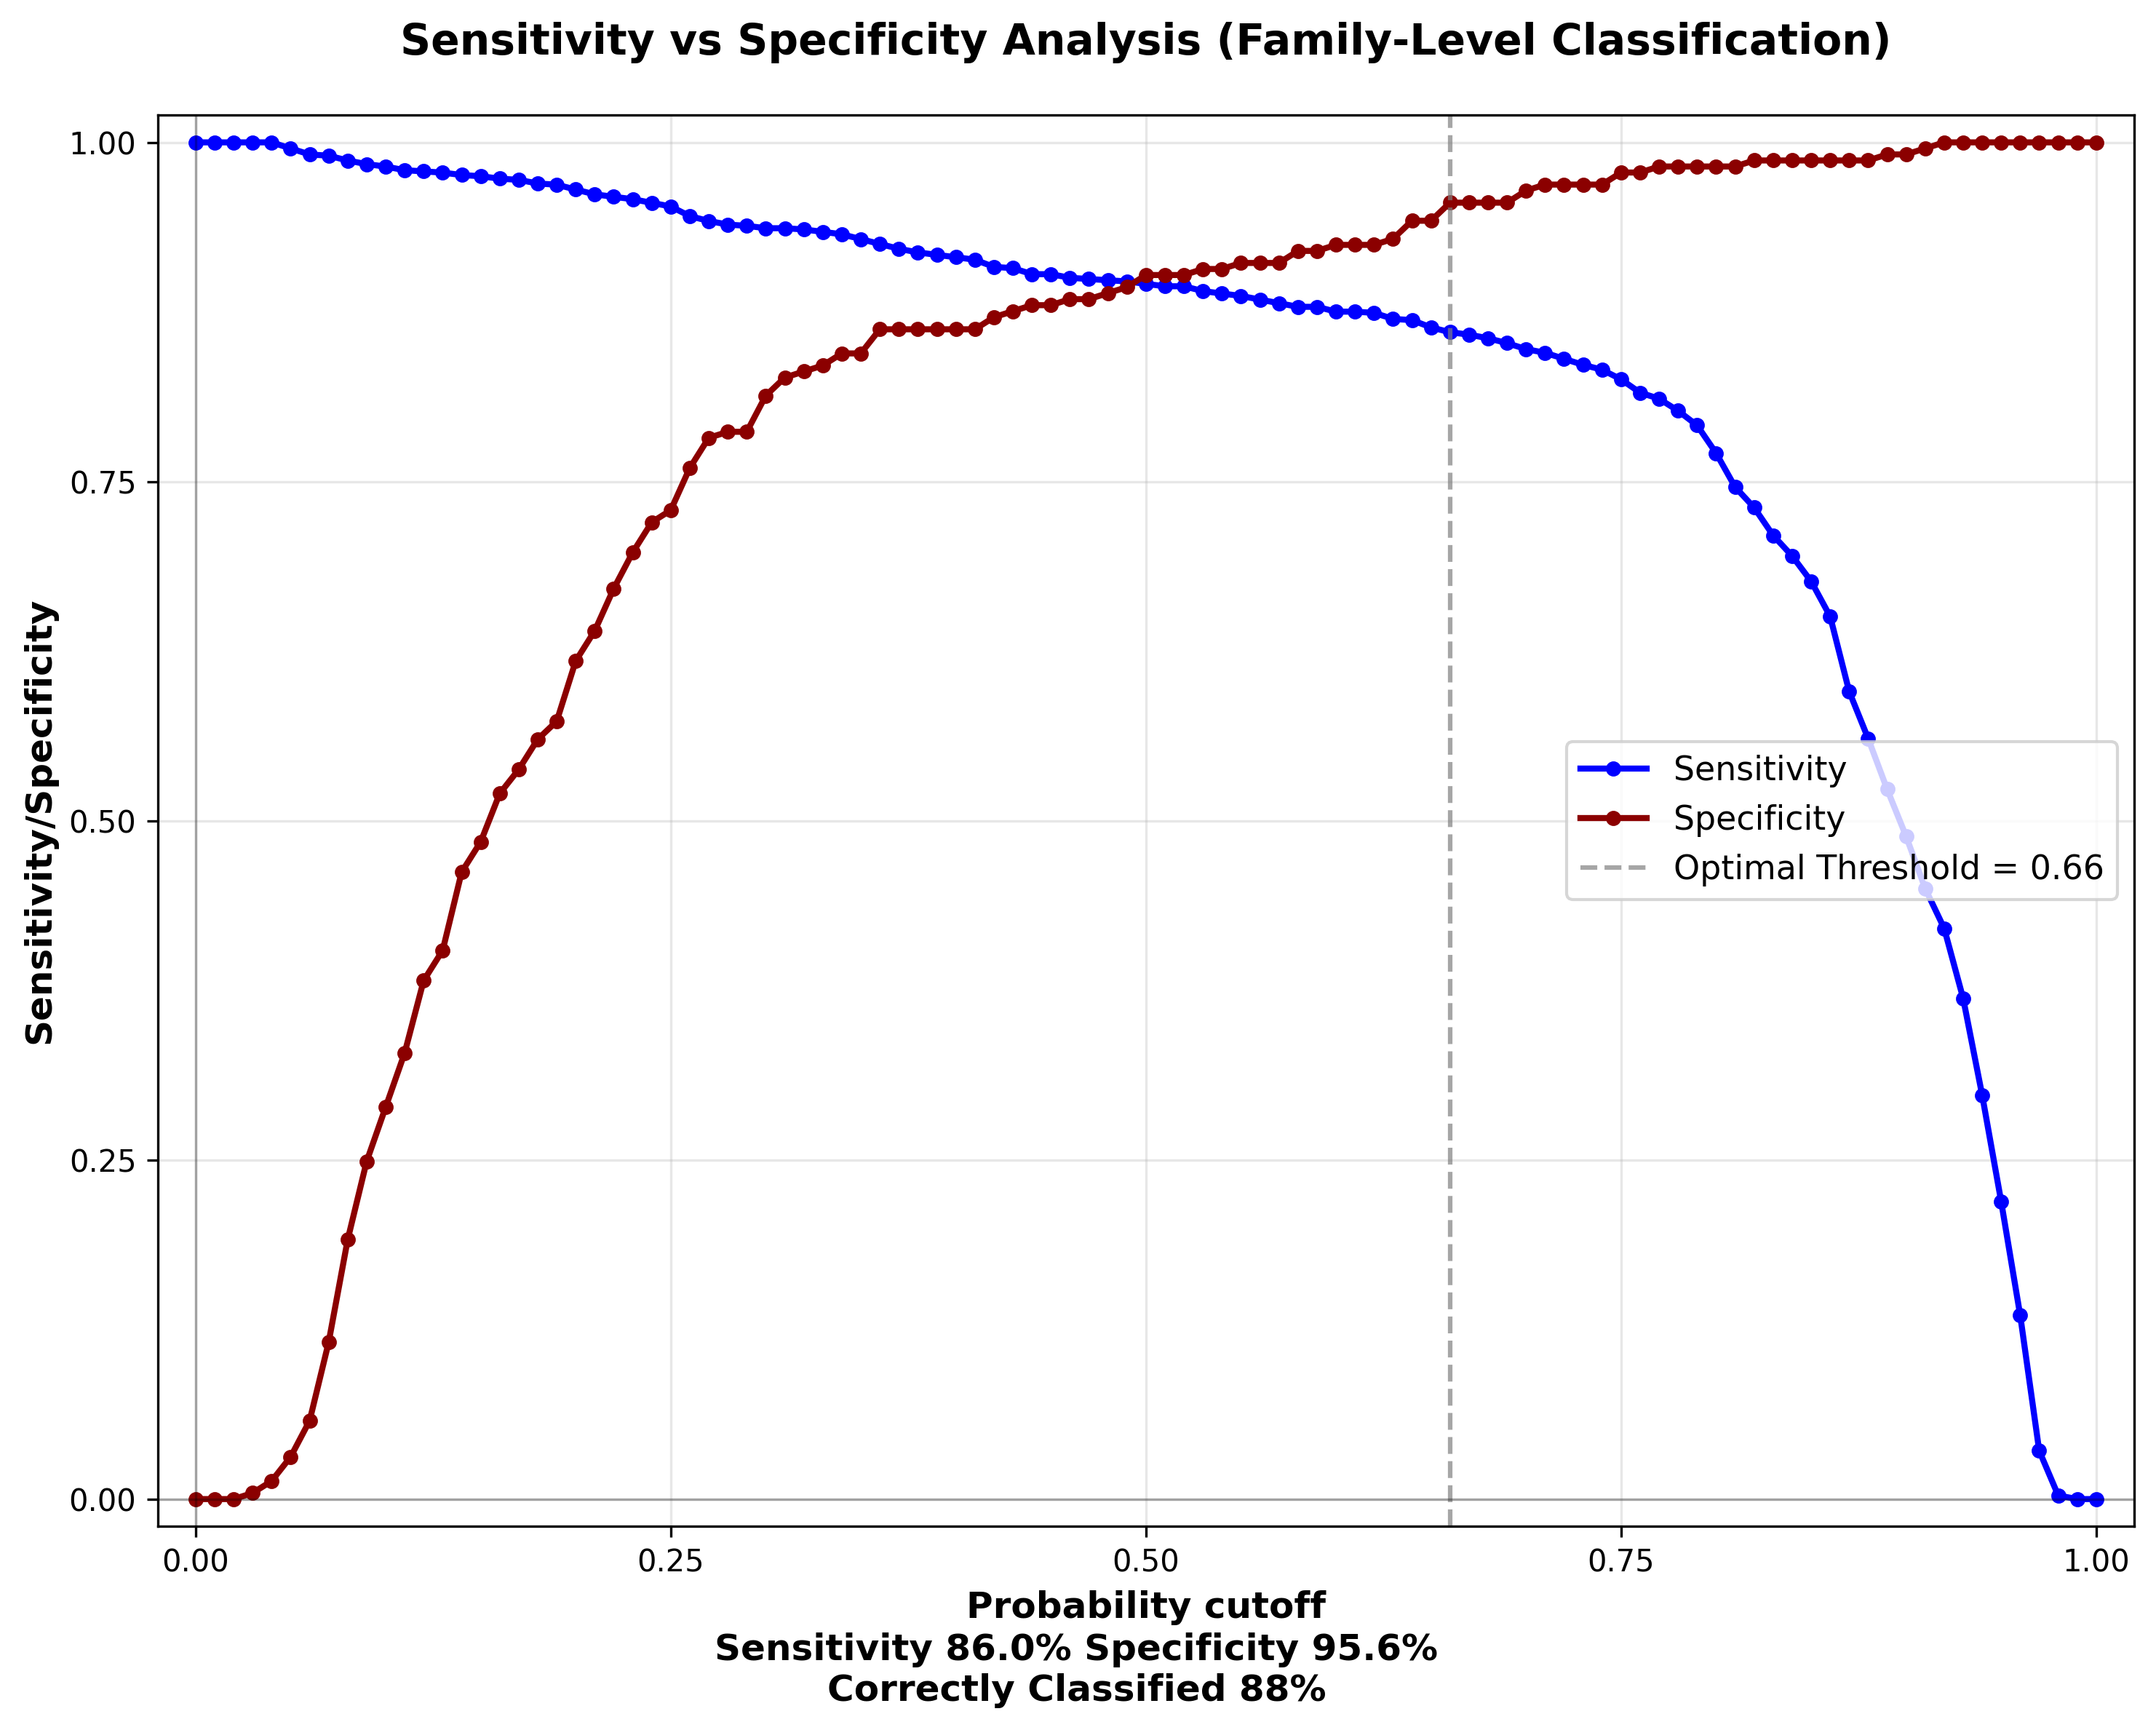 Sensitivity vs Specificity Analysis (Family-Level Classification)
Sensitivity/Specificity
1.00
0.75
0.50
0.25
0.00
Sensitivity
Specificity
Optimal Threshold = 0.66
0.00 0.25 0.50 0.75 1.00
Probability cutoff
Sensitivity 86.0% Specificity 95.6%
Correctly Classified 88%